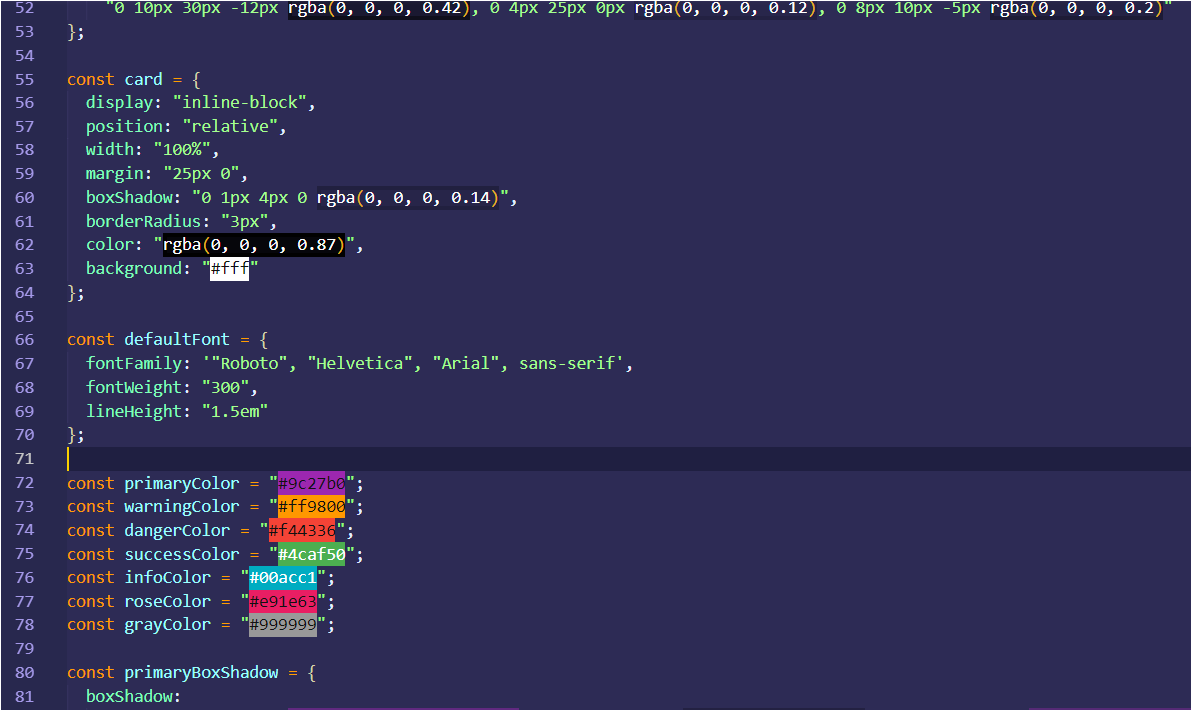 52 "0 10px 30px -12px rgba(0, 0, 0, 0.42), 0 4px 25px 0px rgba(0, 0, 0, 0.12), 0 8px 10px -5px rgba(0, 0, 0, 0.2)"
53 };
54
55 const card = {
56 display: "inline-block",
57 position: "relative",
58 width: "100%",
59 margin: "25px 0",
60 boxShadow: "0 1px 4px 0 rgba(0, 0, 0, 0.14)",
61 borderRadius: "3px",
62 color: "rgba(0, 0, 0, 0.87)",
63 background: "#fff"
64 };
65
66 const defaultFont = {
67 fontFamily: '"Roboto", "Helvetica", "Arial", sans-serif',
68 fontWeight: "300",
69 lineHeight: "1.5em"
70 };
71
72 const primaryColor = "#9c27b0";
73 const warningColor = "#ff9800";
74 const dangerColor = "#f44336";
75 const successColor = "#4caf50";
76 const infoColor = "#00acc1";
77 const roseColor = "#e91e63";
78 const grayColor = "#999999";
79
80 const primaryBoxShadow = {
81 boxShadow: